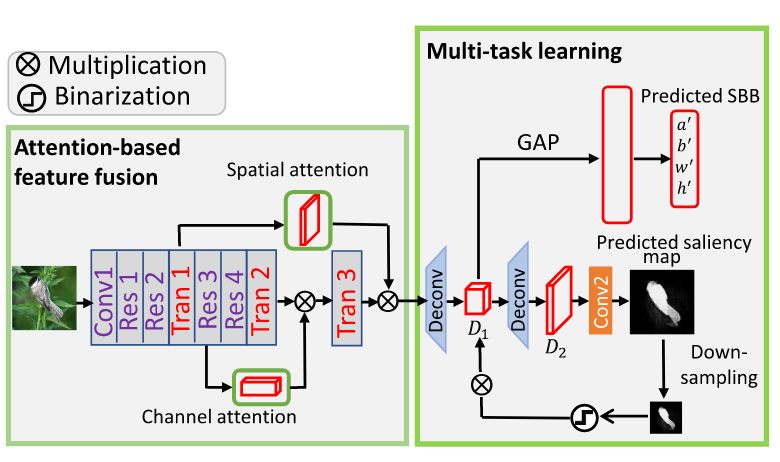 Multiplication
Binarization
Attention-based
feature fusion
Spatial attention
Conv1
Res 1
Res 2
Tran 1
Res 3
Res 4
Tran 2
Tran 3
Channel attention
Multi-task learning
GAP
Predicted SBB
a′
b′
w′
h′
Deconv
D₁
Deconv
D₂
Conv2
Predicted saliency
map
Down-
sampling